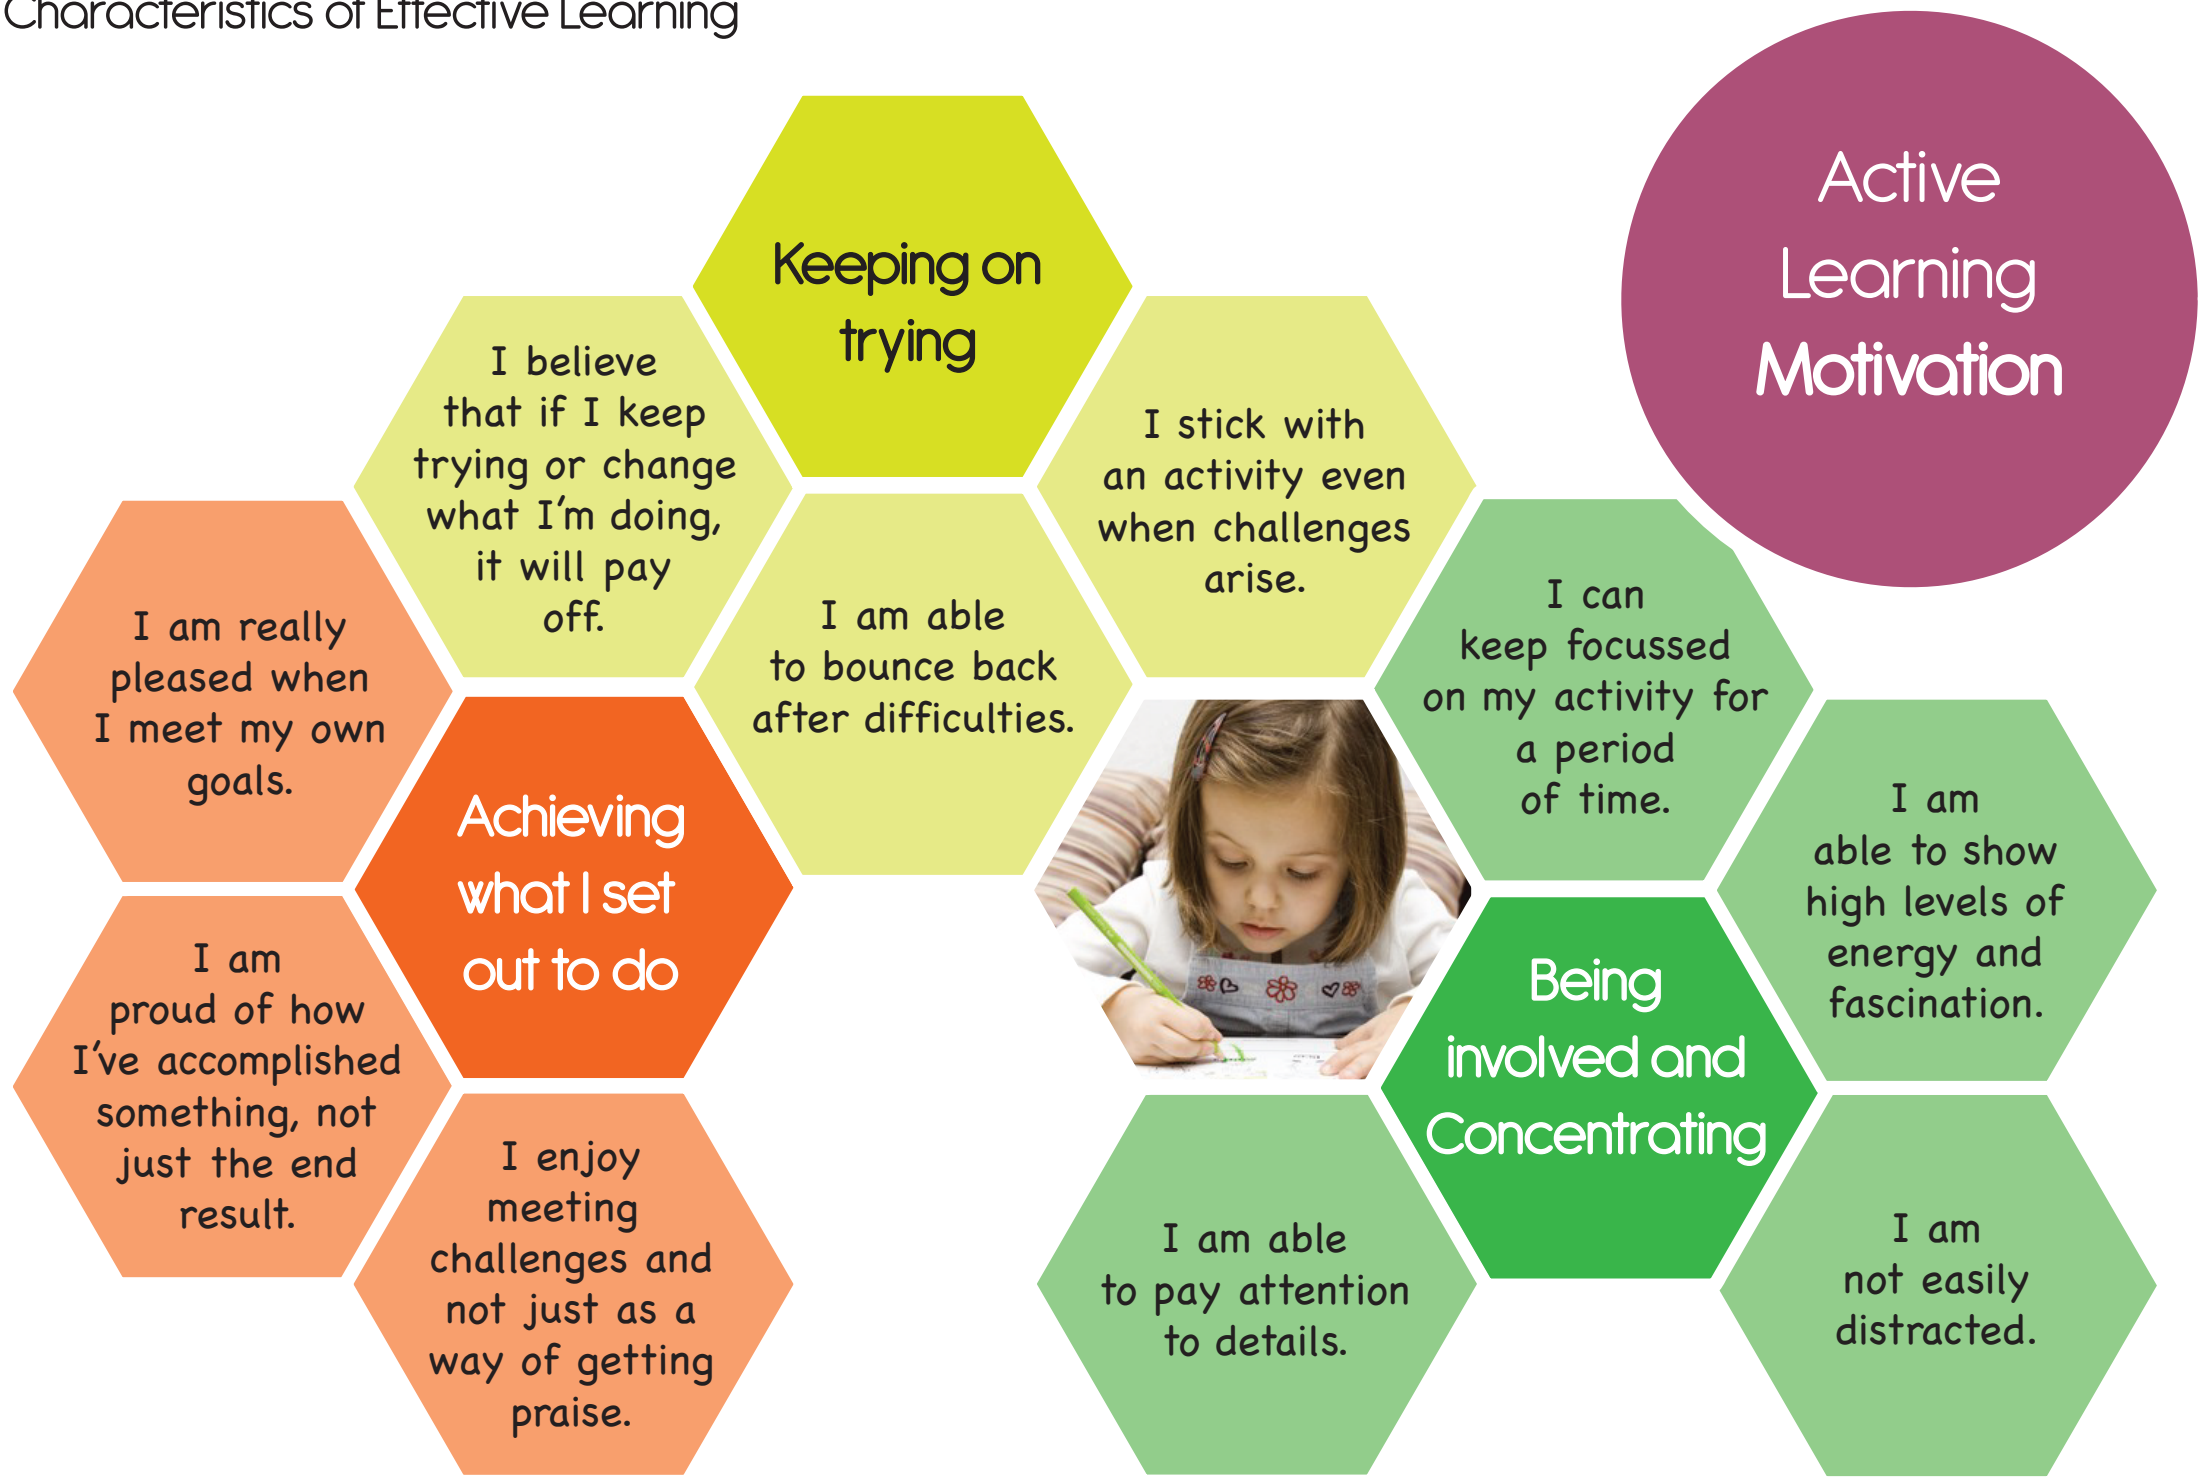 Characteristics of Effective Learning
Active
Learning
Motivation
Keeping on
trying
I believe
that if I keep
trying or change
what I'm doing,
it will pay
off.
I am able
to bounce back
after difficulties.
I stick with
an activity even
when challenges
arise.
Achieving
what I set
out to do
I am really
pleased when
I meet my own
goals.
I am
proud of how
I've accomplished
something, not
just the end
result.
I enjoy
meeting
challenges and
not just as a
way of getting
praise.
Being
involved and
Concentrating
I can
keep focussed
on my activity for
a period
of time.
I am
able to show
high levels of
energy and
fascination.
I am able
to pay attention
to details.
I am
not easily
distracted.